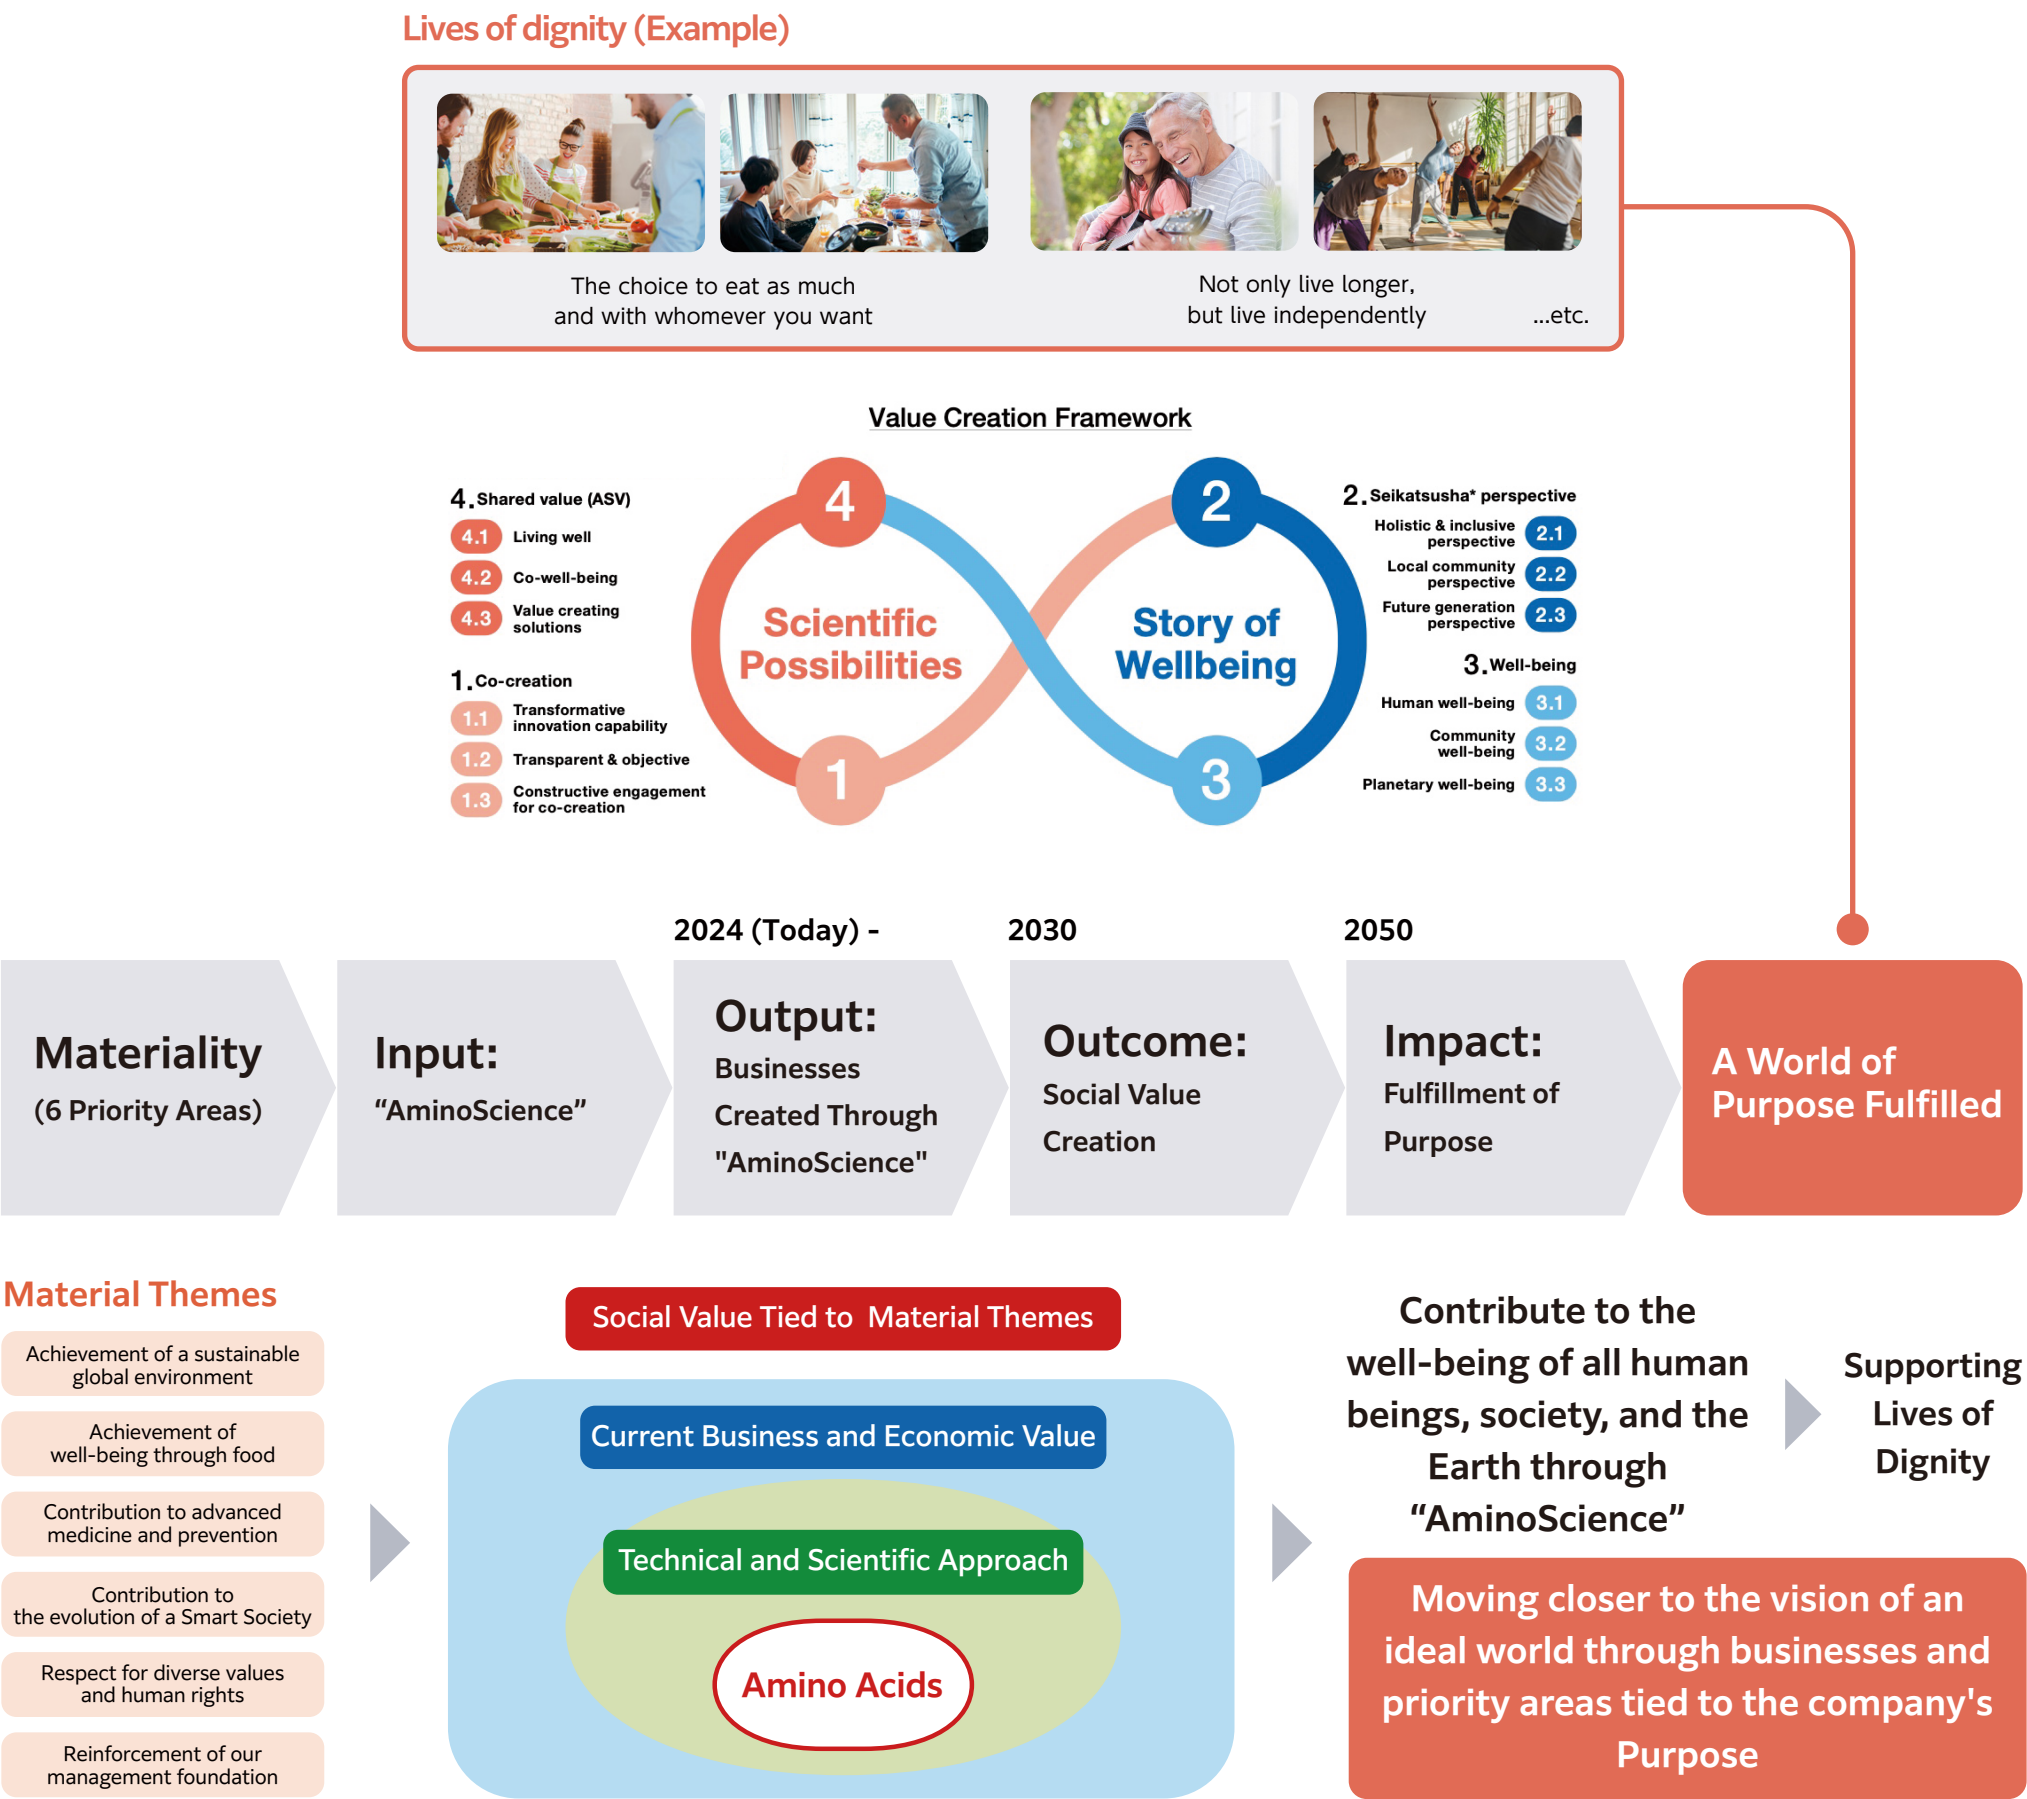 Lives of dignity (Example)
The choice to eat as much
and with whomever you want
Not only live longer,
but live independently
...etc.
Value Creation Framework
4.Shared value (ASV)
4.1 Living well
4.2 Co-well-being
4.3 Value creating
solutions
1.Co-creation
1.1 Transformative
innovation capability
1.2 Transparent & objective
1.3 Constructive engagement
for co-creation
4
Scientific
Possibilities
1
2
Story of
Wellbeing
3
2.Seikatsusha* perspective
Holistic & inclusive
perspective 2.1
Local community
perspective 2.2
Future generation
perspective 2.3
3.Well-being
Human well-being 3.1
Community
well-being 3.2
Planetary well-being 3.3
2024 (Today) -
2030
2050
Materiality
(6 Priority Areas)
Input:
“AminoScience”
Output:
Businesses
Created Through
"AminoScience"
Outcome:
Social Value
Creation
Impact:
Fulfillment of
Purpose
A World of
Purpose Fulfilled
Material Themes
Achievement of a sustainable
global environment
Achievement of
well-being through food
Contribution to advanced
medicine and prevention
Contribution to
the evolution of a Smart Society
Respect for diverse values
and human rights
Reinforcement of our
management foundation
Social Value Tied to Material Themes
Current Business and Economic Value
Technical and Scientific Approach
Amino Acids
Contribute to the
well-being of all human
beings, society, and the
Earth through
“AminoScience”
Supporting
Lives of
Dignity
Moving closer to the vision of an
ideal world through businesses and
priority areas tied to the company's
Purpose